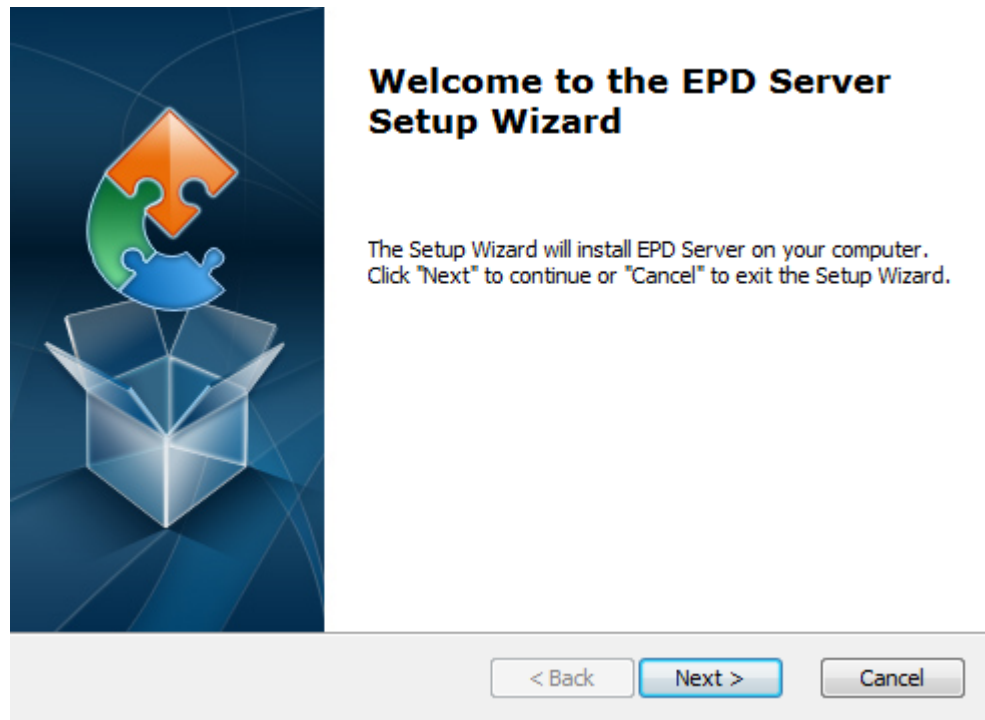 Welcome to the EPD Server
Setup Wizard
The Setup Wizard will install EPD Server on your computer.
Click "Next" to continue or "Cancel" to exit the Setup Wizard.
< Back
Next >
Cancel